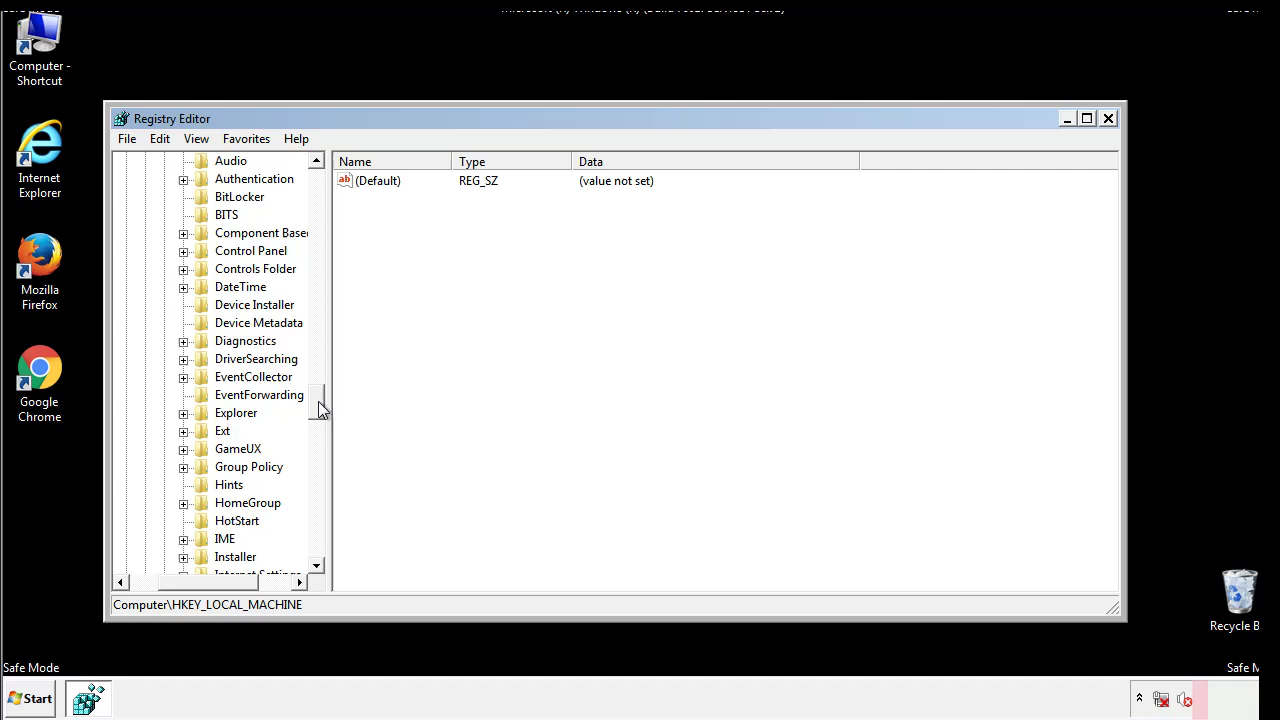 Computer -
Shortcut
Internet
Explorer
Mozilla
Firefox
Google
Chrome
Registry Editor
File Edit View Favorites Help
Audio
Authentication
BitLocker
BITS
Component Base
Control Panel
Controls Folder
DateTime
Device Installer
Device Metadata
Diagnostics
DriverSearching
EventCollector
EventForwarding
Explorer
Ext
GameUX
Group Policy
Hints
HomeGroup
HotStart
IME
Installer
Internet Settings
Name Type Data
ab (Default) REG_SZ (value not set)
Computer\HKEY_LOCAL_MACHINE
Recycle B
Safe Mode
Safe M
Start